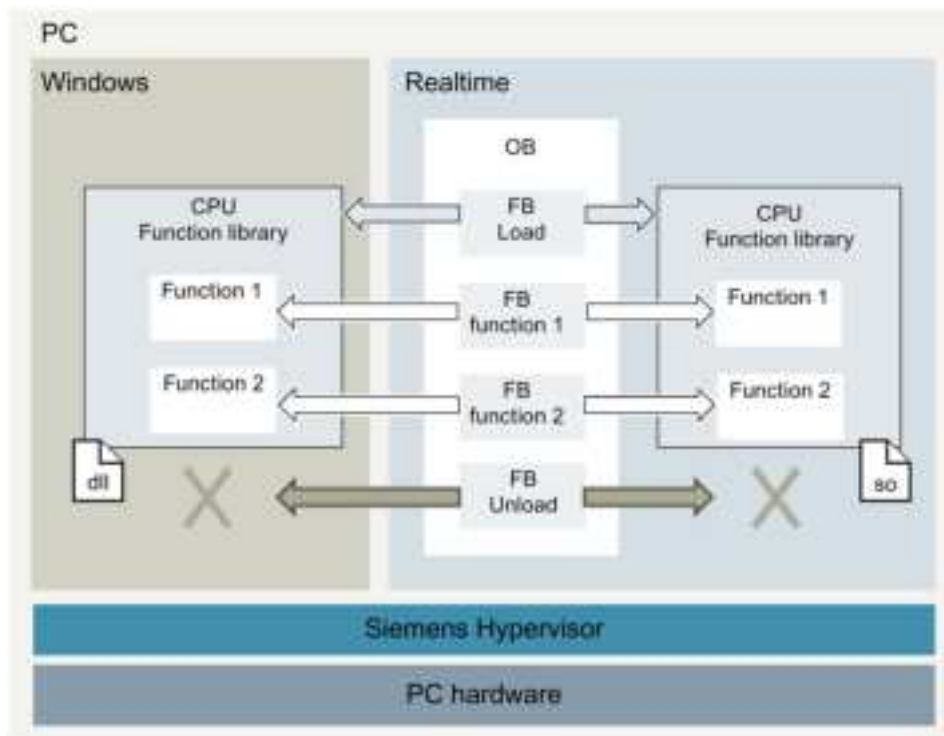 PC
Windows
CPU
Function library
Function 1
Function 2
dll
Realtime
OB
FB
Load
FB
function 1
FB
function 2
FB
Unload
CPU
Function library
Function 1
Function 2
so
Siemens Hypervisor
PC hardware